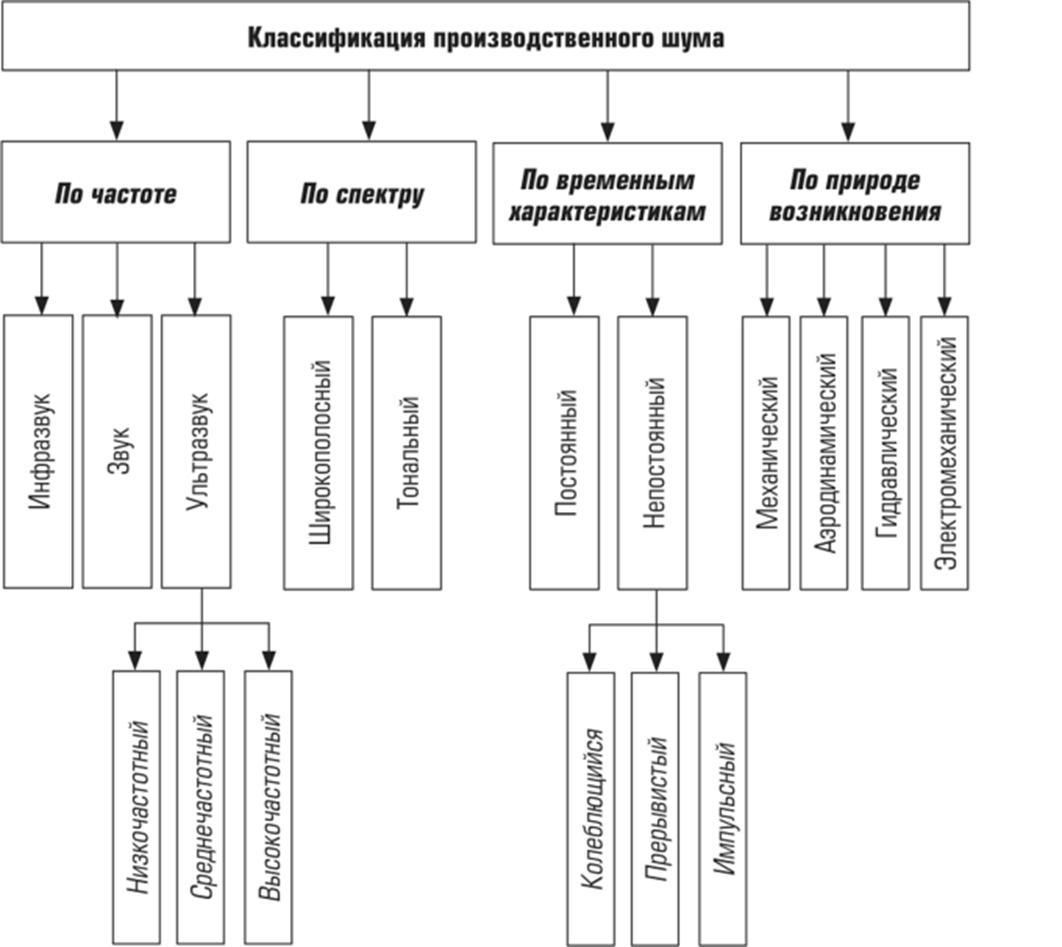 Классификация производственного шума
По частоте
По спектру
По временным
характеристикам
По природе
возникновения
Инфразвук
Звук
Ультразвук
Широкополосный
Тональный
Постоянный
Непостоянный
Механический
Аэродинамический
Гидравлический
Электромеханический
Низкочастотный
Среднечастотный
Высокочастотный
Колеблющийся
Прерывистый
Импульсный